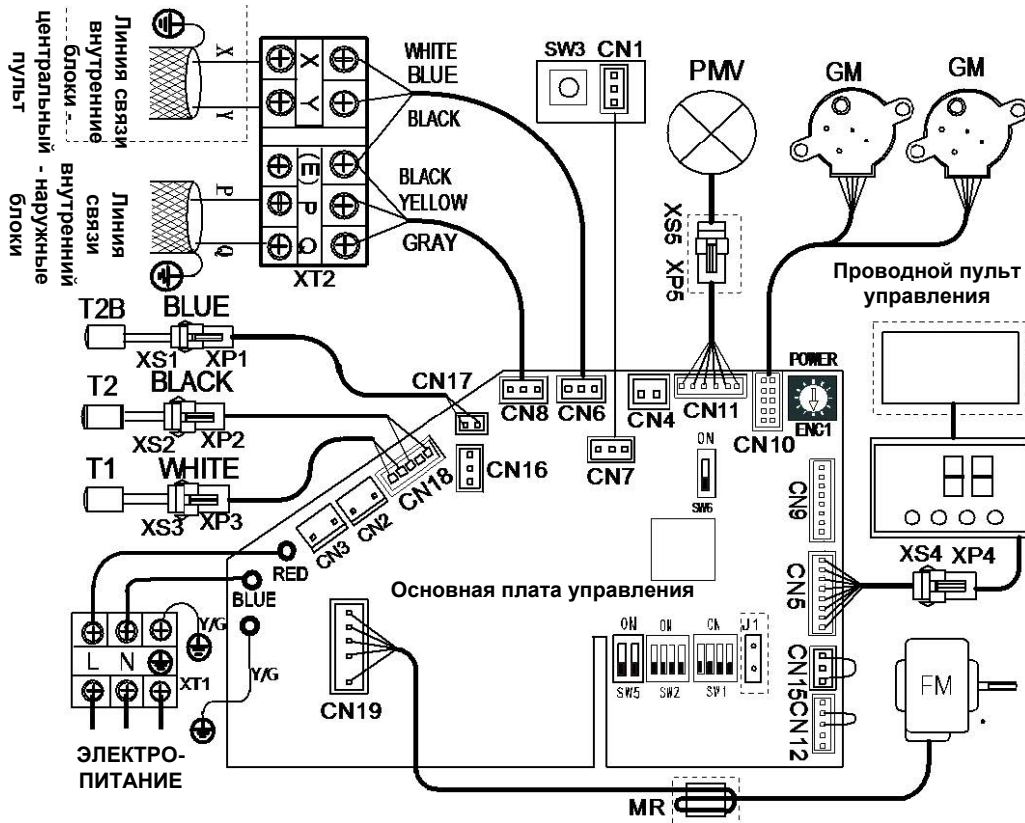 Линия связи
внутренние
блоки -
центральный
пульт
X
Y
X
Y
WHITE
BLUE
BLACK
SW3 CN1
PMV
GM
GM
Линия
связи
внутренний
- наружные
блоки
P
Q
(E)
P
Q
BLACK
YELLOW
GRAY
XT2
XS5
XP5
Проводной пульт
управления
T2B BLUE
XS1 XP1
T2 BLACK
XS2 XP2
T1 WHITE
XS3 XP3
CN17
CN8
CN6
CN4
CN11
CN10
POWER
ENC1
CN18
CN16
CN7
ON
SW6
CN9
CN3
CN2
RED
BLUE
Основная плата управления
XS4 XP4
CN5
L N
XT1
Y/G
Y/G
ЭЛЕКТРО-
ПИТАНИЕ
CN19
ON
SW5
ON
SW2
CN
SW1
J1
CN15
CN12
FM
MR